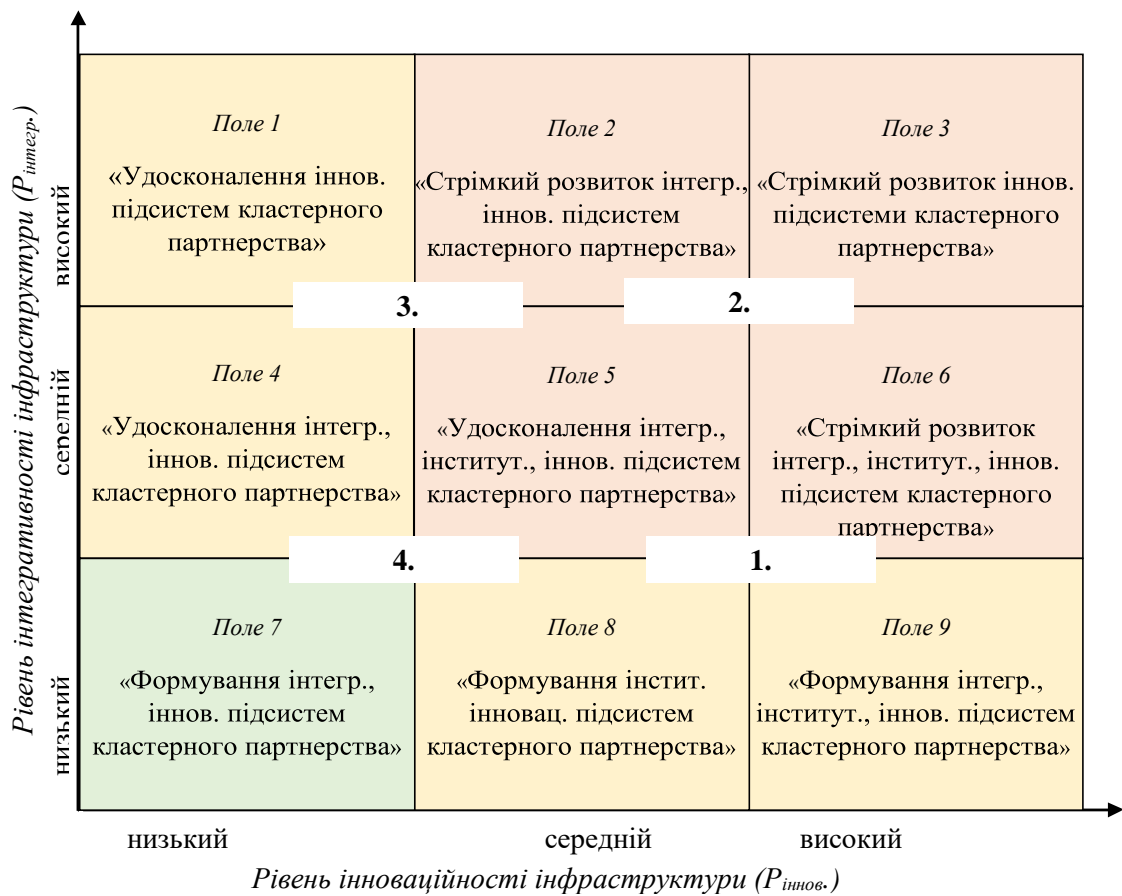 Рівень інтегративності інфраструктури (Рінтегр.)
високий
середній
низький
Поле 1
«Удосконалення іннов.
підсистем кластерного
партнерства»
Поле 2
«Стрімкий розвиток інтегр.,
іннов. підсистем
кластерного партнерства»
Поле 3
«Стрімкий розвиток іннов.
підсистеми кластерного
партнерства»
3.
2.
Поле 4
«Удосконалення інтегр.,
іннов. підсистем
кластерного партнерства»
Поле 5
«Удосконалення інтегр.,
інститут., іннов. підсистем
кластерного партнерства»
Поле 6
«Стрімкий розвиток
інтегр., інститут., іннов.
підсистем кластерного
партнерства»
4.
1.
Поле 7
«Формування інтегр.,
іннов. підсистем
кластерного партнерства»
Поле 8
«Формування інстит.
інновац. підсистем
кластерного партнерства»
Поле 9
«Формування інтегр.,
інститут., іннов. підсистем
кластерного партнерства»
низький
середній
високий
Рівень інноваційності інфраструктури (Ріннов.)